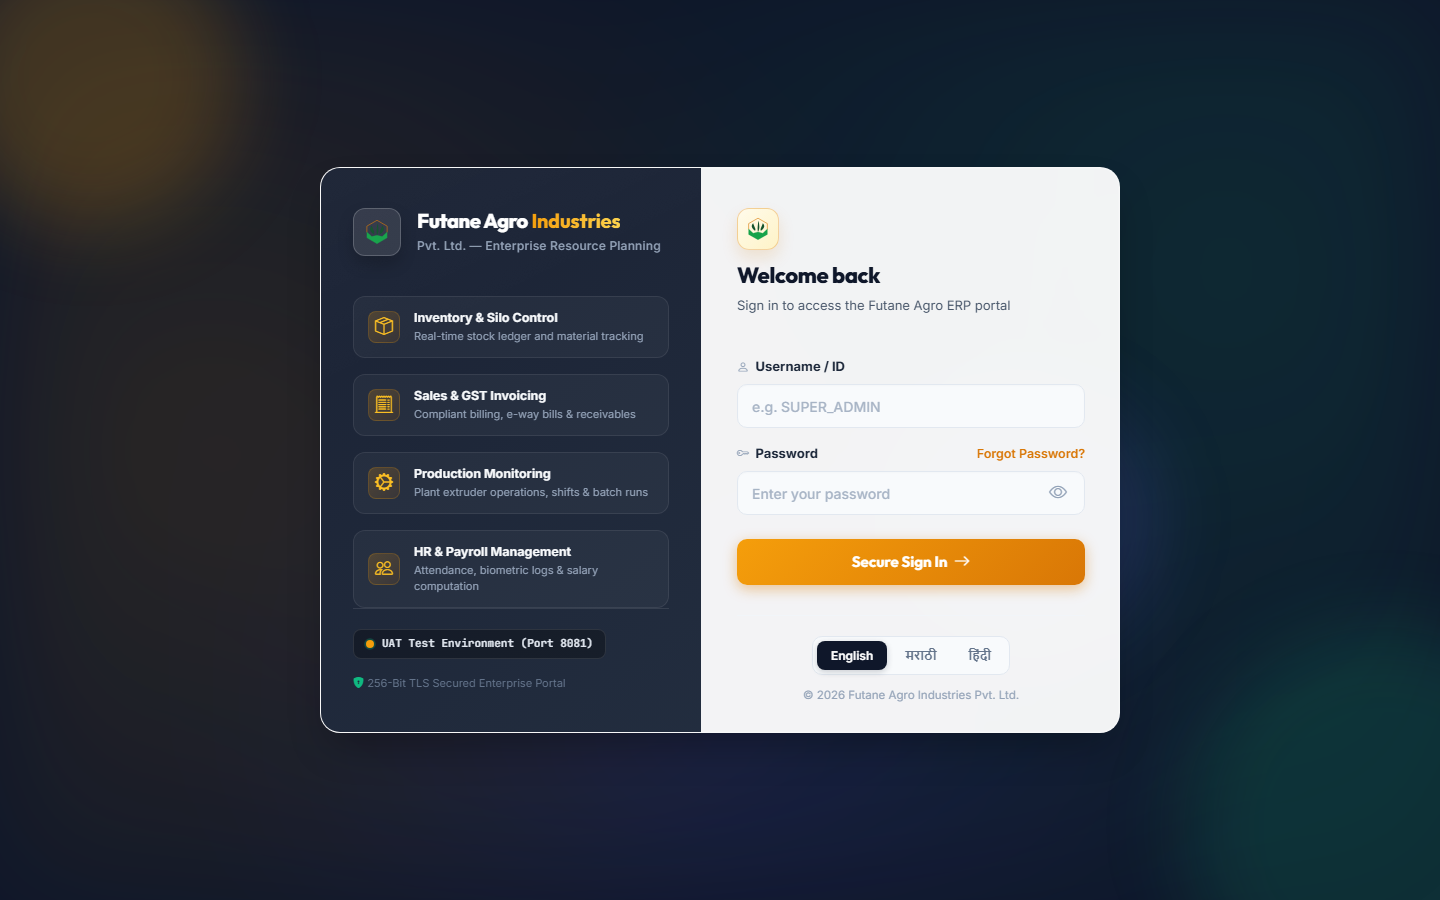 Futane Agro Industries
Pvt. Ltd. — Enterprise Resource Planning
Inventory & Silo Control
Real-time stock ledger and material tracking
Sales & GST Invoicing
Compliant billing, e-way bills & receivables
Production Monitoring
Plant extruder operations, shifts & batch runs
HR & Payroll Management
Attendance, biometric logs & salary
computation
UAT Test Environment (Port 8081)
256-Bit TLS Secured Enterprise Portal
Welcome back
Sign in to access the Futane Agro ERP portal
Username / ID
e.g. SUPER_ADMIN
Password Forgot Password?
Enter your password
Secure Sign In →
English मराठी हिंदी
© 2026 Futane Agro Industries Pvt. Ltd.